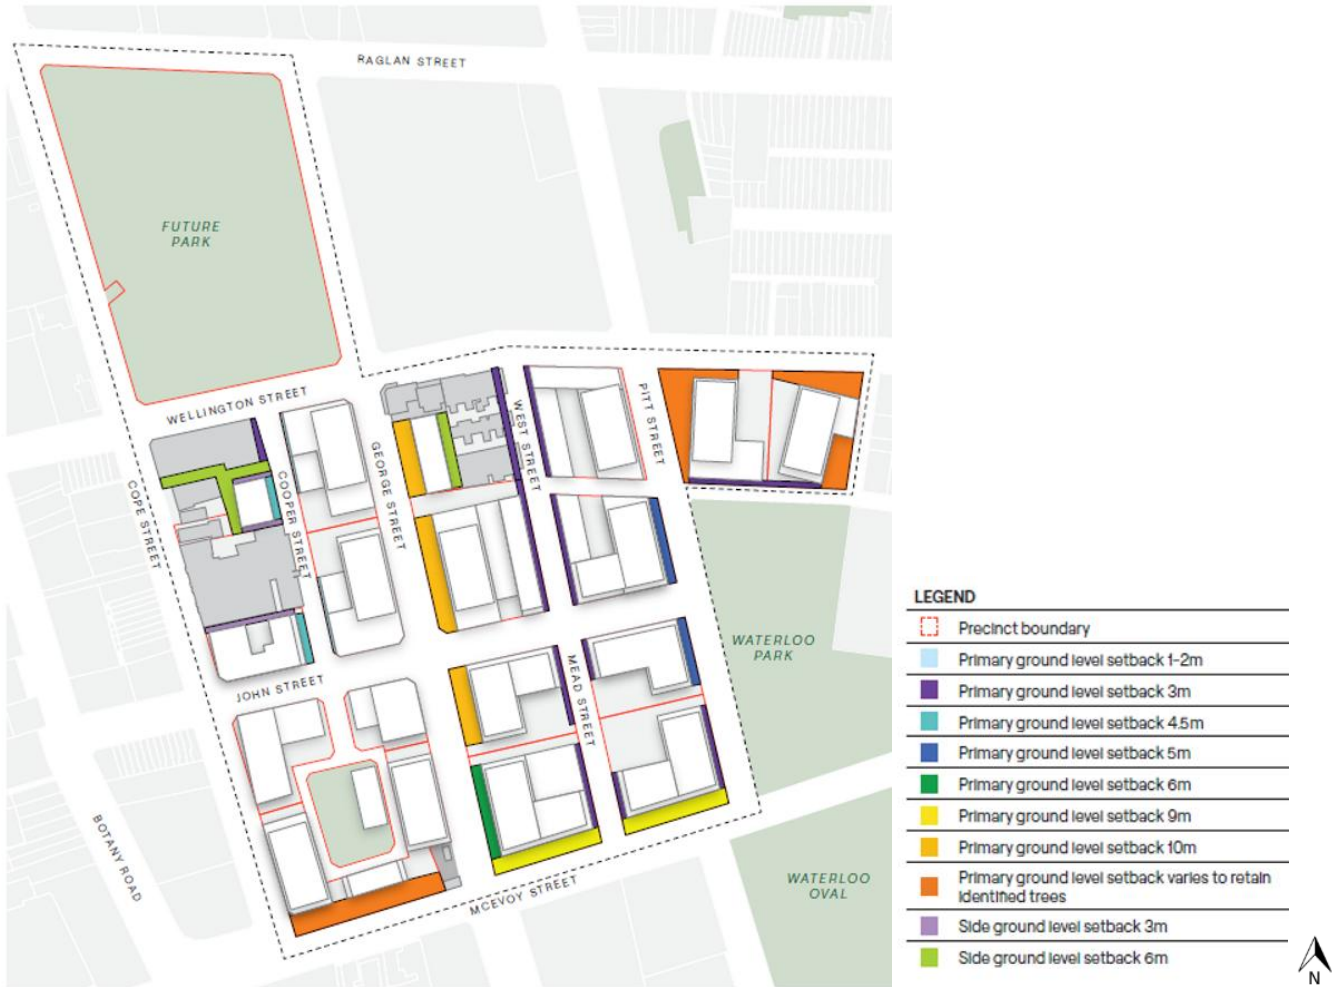 RAGLAN STREET
FUTURE
PARK
WELLINGTON STREET
PITT STREET
WEST STREET
GEORGE STREET
COOPER STREET
COPE STREET
WATERLOO
PARK
MEAD STREET
JOHN STREET
BOTANY ROAD
WATERLOO
OVAL
MCEVOY STREET
LEGEND
Precinct boundary
Primary ground level setback 1-2m
Primary ground level setback 3m
Primary ground level setback 4.5m
Primary ground level setback 5m
Primary ground level setback 6m
Primary ground level setback 9m
Primary ground level setback 10m
Primary ground level setback varies to retain
identified trees
Side ground level setback 3m
Side ground level setback 6m
N